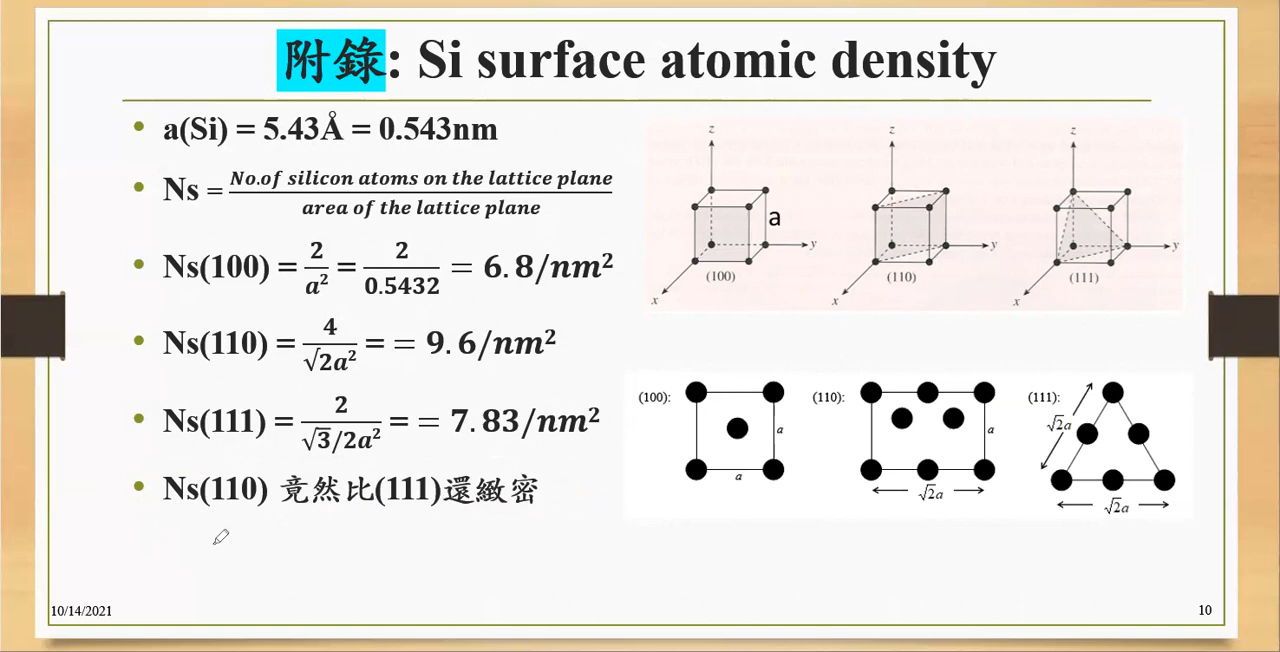 附錄: Si surface atomic density
• a(Si) = 5.43Å = 0.543nm
• Ns = No.of silicon atoms on the lattice plane / area of the lattice plane
• Ns(100) = 2/a² = 2/0.5432 = 6.8/nm²
• Ns(110) = 4/√2a² = = 9.6/nm²
• Ns(111) = 2/√3/2a² = = 7.83/nm²
• Ns(110) 竟然比(111)還緻密
z z z
a
y y y
(100) (110) (111)
x x x
(100): (110): (111):
√2a
a a
a √2a √2a
10/14/2021
10